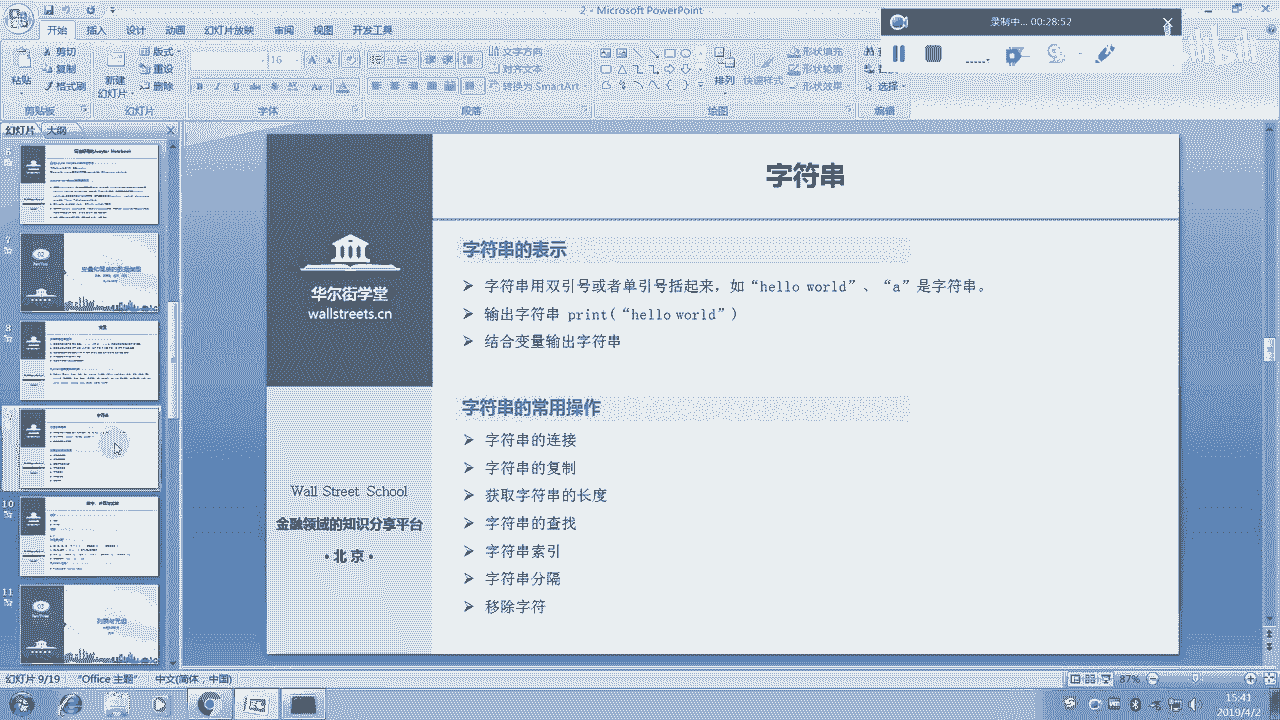 2 - Microsoft PowerPoint
录制中... 00:28:52
开始 插入 设计 动画 幻灯片放映 审阅 视图 开发工具
剪切
复制
格式刷
粘贴
剪贴板
新建
幻灯片
版式
重设
删除
幻灯片
字体
文字方向
对齐文本
转换为 SmartArt
段落
排列
形状填充
形状轮廓
形状效果
绘图
选择
编辑
幻灯片 大纲
10
11
华尔街学堂
wallstreets.cn
Wall Street School
金融领域的知识分享平台
• 北 京 •
字符串
字符串的表示
➢ 字符串用双引号或者单引号括起来，如“hello world”、“a”是字符串。
➢ 输出字符串 print(“hello world”)
➢ 混合变量输出字符串
字符串的常用操作
➢ 字符串的连接
➢ 字符串的复制
➢ 获取字符串的长度
➢ 字符串的查找
➢ 字符串索引
➢ 字符串分隔
➢ 移除字符
幻灯片 9/19 “Office 主题” 中文(简体，中国)
87%
15:41
2019/4/2